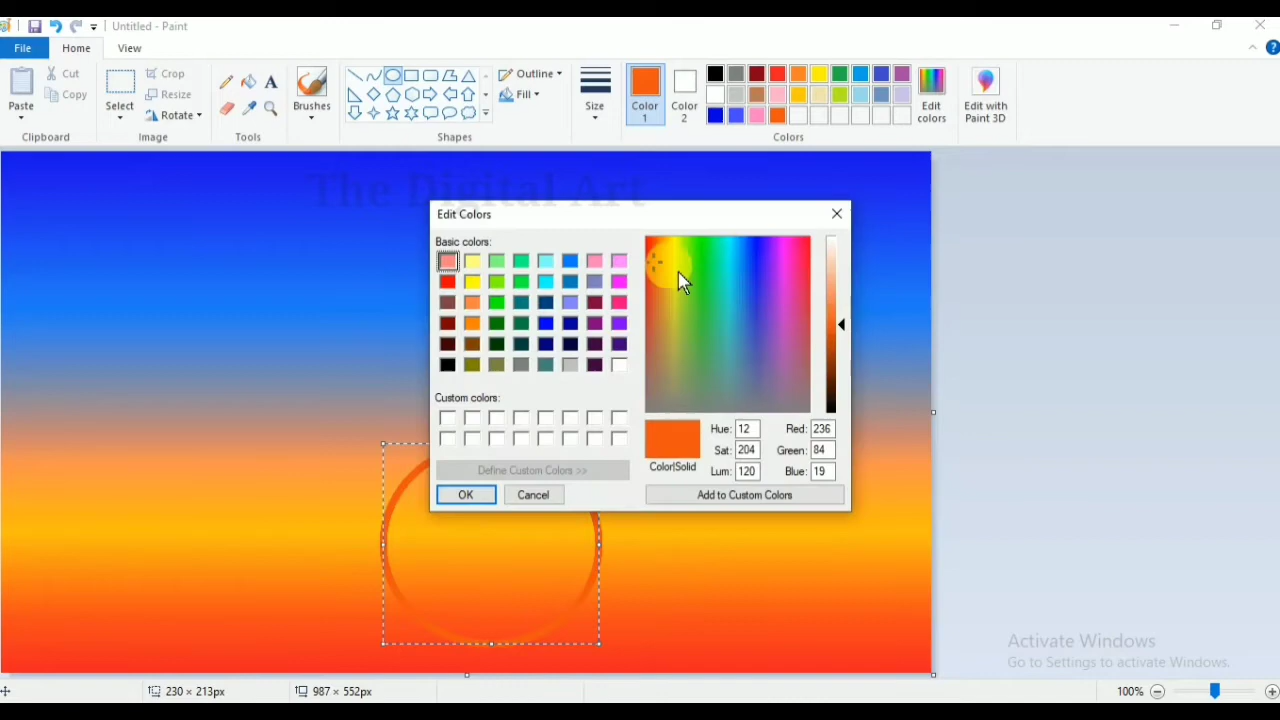 Untitled - Paint
File Home View
Paste
Cut
Copy
Clipboard
Select
Crop
Resize
Rotate
Image
A
Tools
Brushes
Outline
Fill
Shapes
Size
Color 1
Color 2
Edit colors
Colors
Edit with Paint 3D
The Digital Art
Edit Colors
Basic colors:
Custom colors:
Define Custom Colors >>
OK Cancel
Color|Solid
Hue: 12 Red: 236
Sat: 204 Green: 84
Lum: 120 Blue: 19
Add to Custom Colors
Activate Windows
Go to Settings to activate Windows.
230 × 213px 987 × 552px 100%